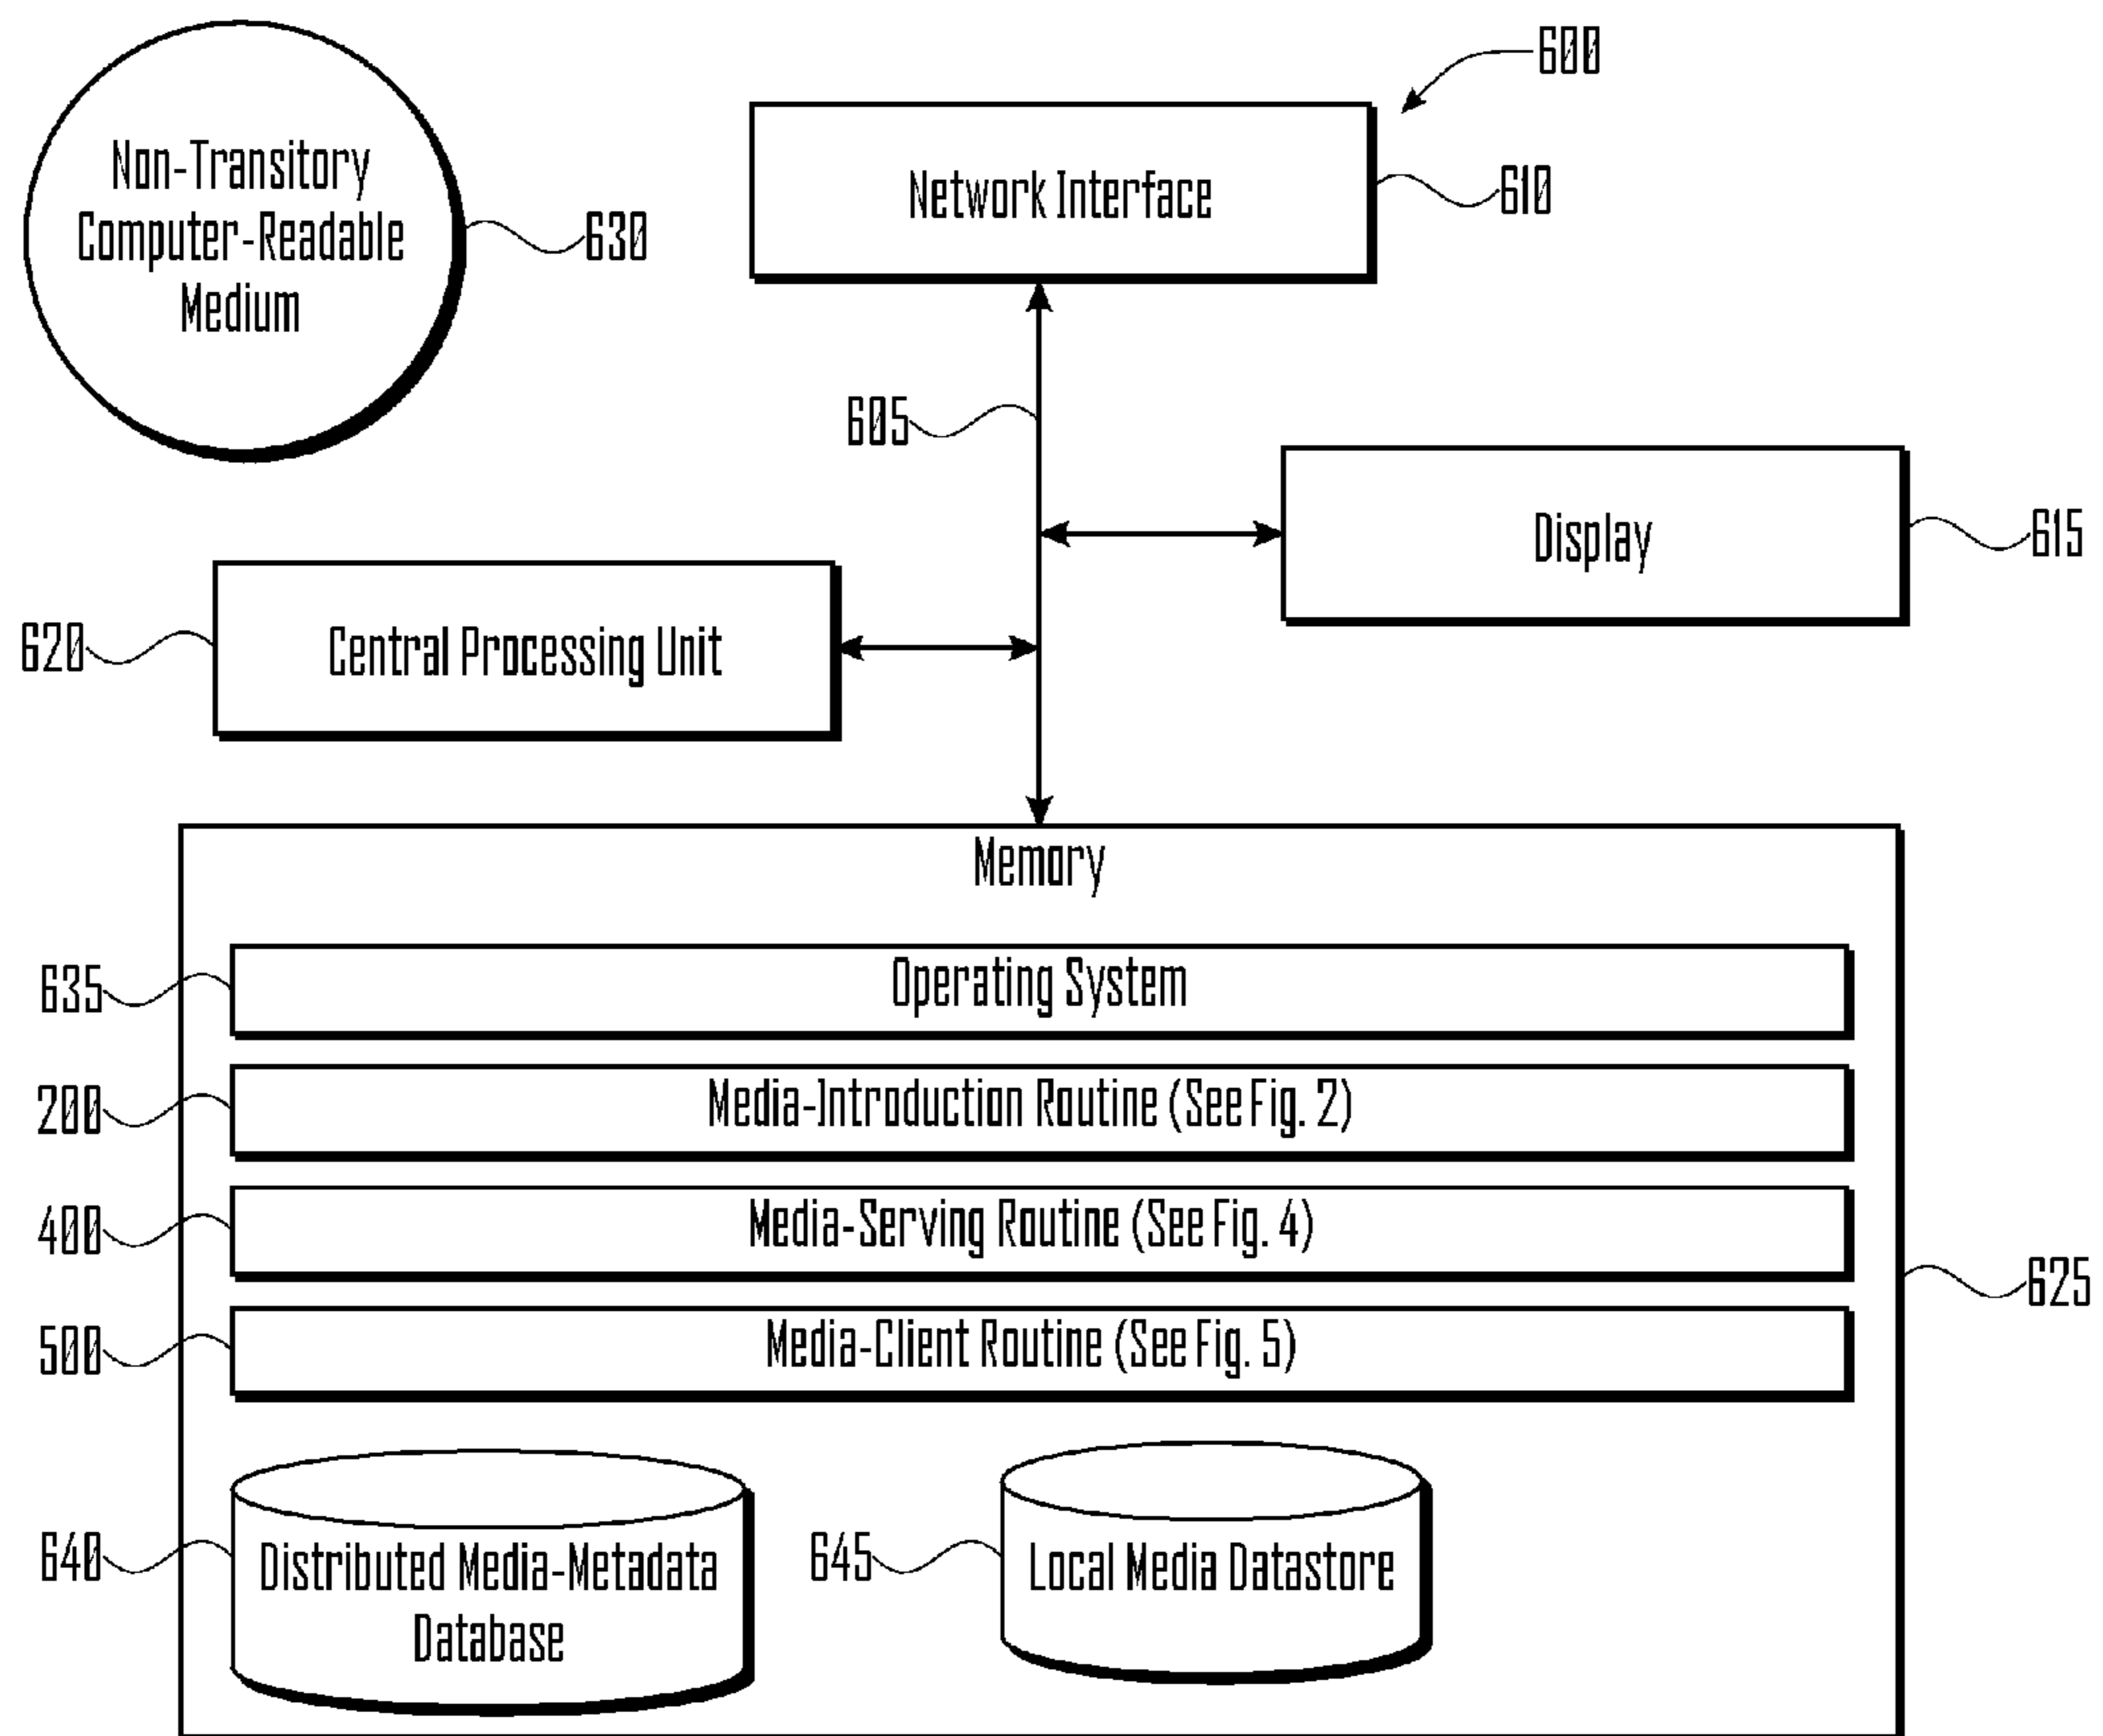 600
Non-Transitory
Computer-Readable
Medium
630
Network Interface
610
605
Display
615
620
Central Processing Unit
Memory
635
Operating System
200
Media-Introduction Routine (See Fig. 2)
400
Media-Serving Routine (See Fig. 4)
625
500
Media-Client Routine (See Fig. 5)
640
Distributed Media-Metadata
Database
645
Local Media Datastore